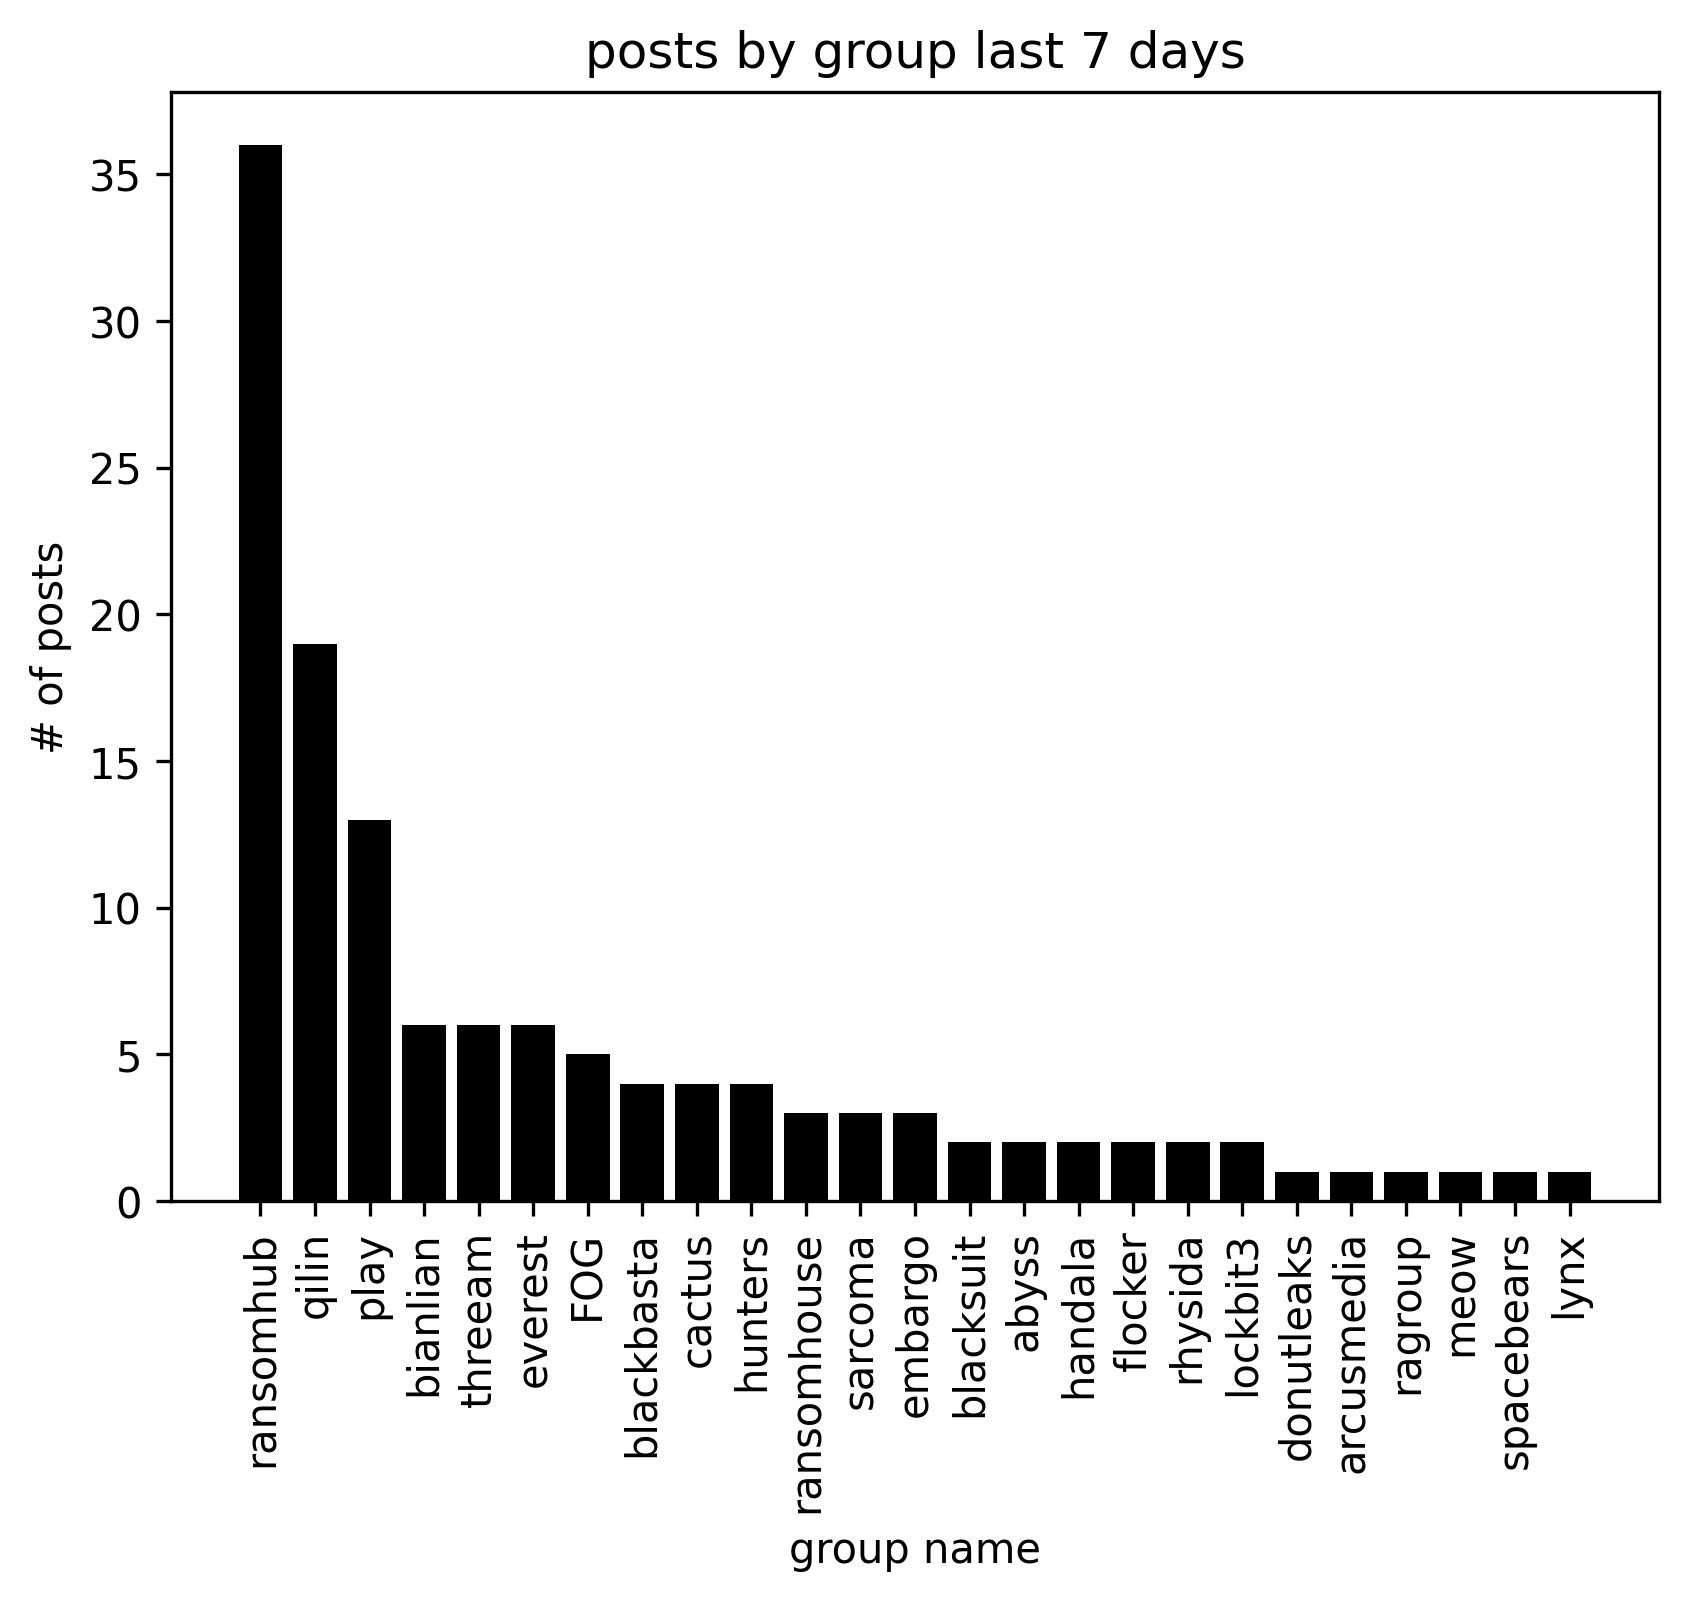 posts by group last 7 days
# of posts
35
30
25
20
15
10
5
0
ransomhub
qilin
play
bianlian
threeam
everest
FOG
blackbasta
cactus
hunters
ransomhouse
sarcoma
embargo
blacksuit
abyss
handala
flocker
rhysida
lockbit3
donutleaks
arcusmedia
ragroup
meow
spacebears
lynx
group name